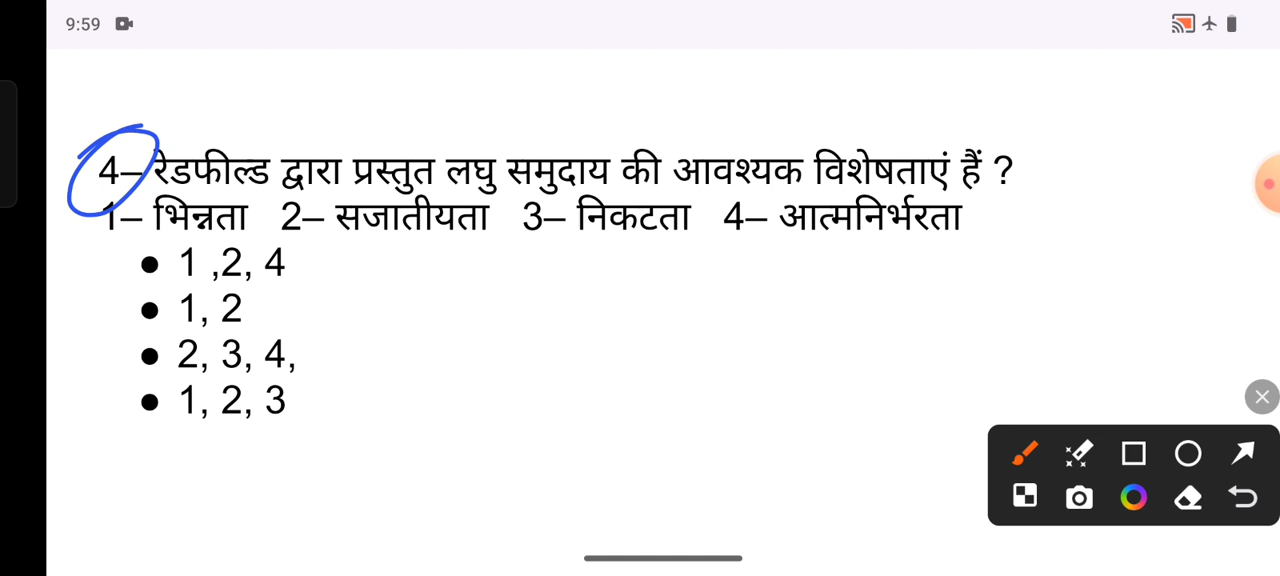 9:59
4– रेडफील्ड द्वारा प्रस्तुत लघु समुदाय की आवश्यक विशेषताएं हैं ?
1– भिन्नता 2– सजातीयता 3– निकटता 4– आत्मनिर्भरता
● 1 ,2, 4
● 1, 2
● 2, 3, 4,
● 1, 2, 3